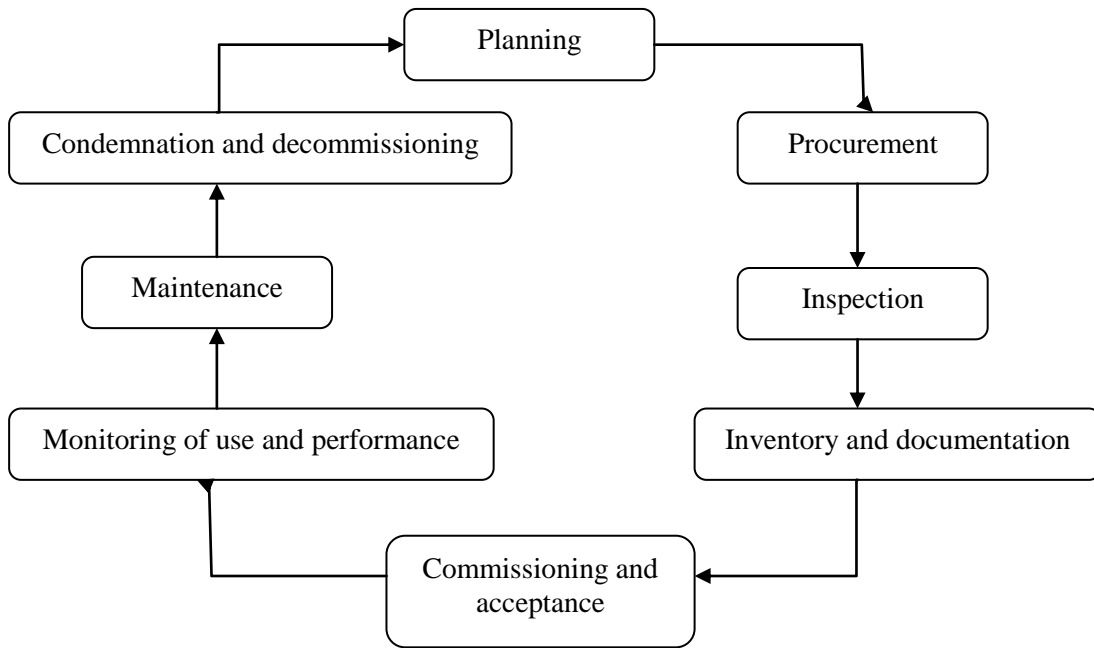 Planning
Procurement
Inspection
Inventory and documentation
Commissioning and
acceptance
Monitoring of use and performance
Maintenance
Condemnation and decommissioning